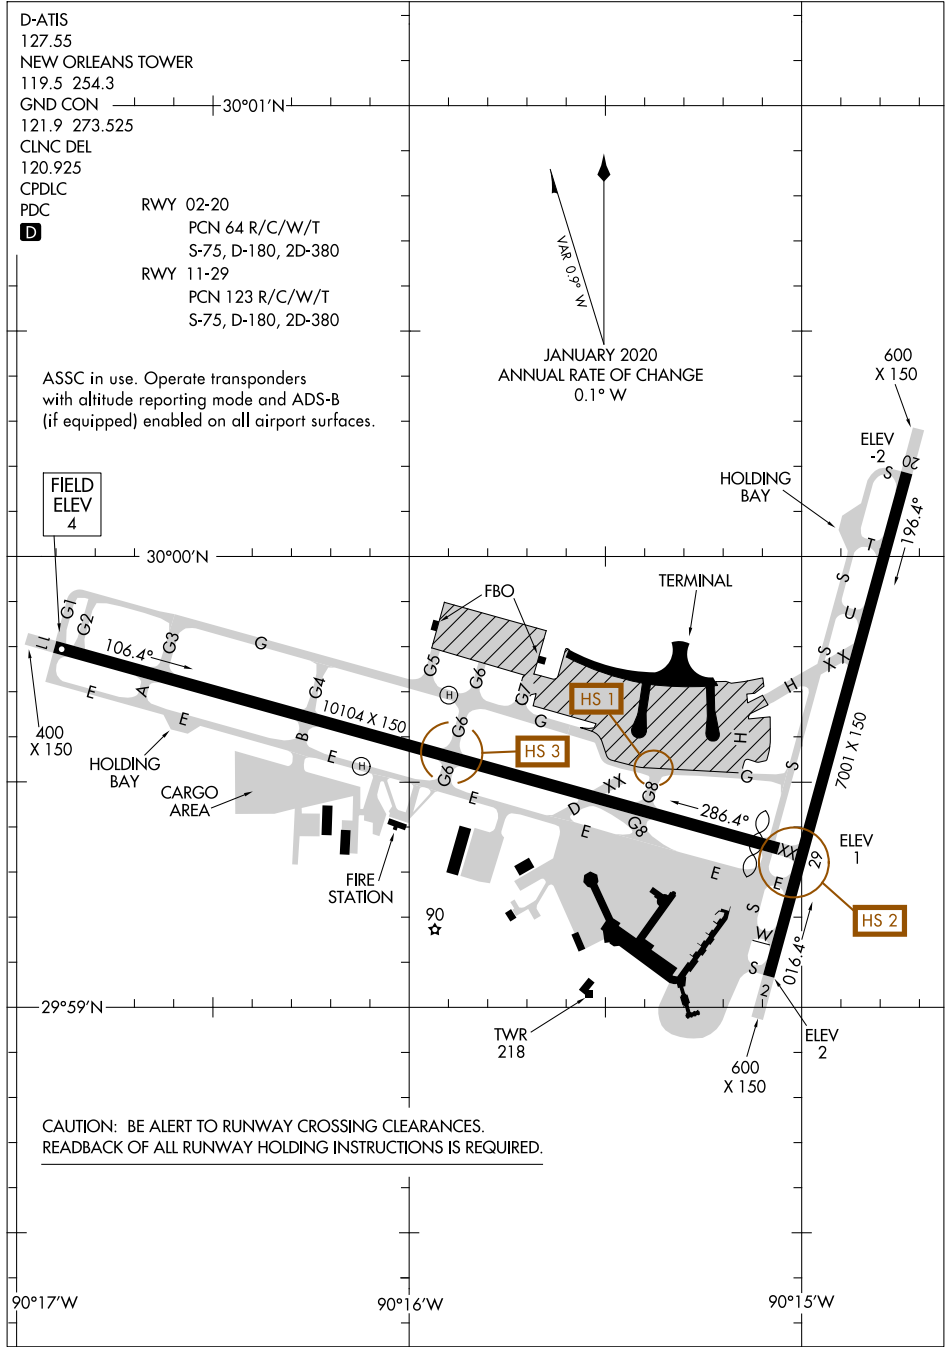 D-ATIS
127.55
NEW ORLEANS TOWER
119.5 254.3
GND CON
121.9 273.525
CLNC DEL
120.925
CPDLC
PDC
D
30°01'N
RWY 02-20
PCN 64 R/C/W/T
S-75, D-180, 2D-380
RWY 11-29
PCN 123 R/C/W/T
S-75, D-180, 2D-380
VAR 0.9° W
JANUARY 2020
ANNUAL RATE OF CHANGE
0.1° W
ASSC in use. Operate transponders
with altitude reporting mode and ADS-B
(if equipped) enabled on all airport surfaces.
600
X 150
ELEV
-2
20
S
HOLDING
BAY
196.4°
T
FIELD
ELEV
4
30°00'N
FBO
TERMINAL
S
U
S
XX
H
G1
G2
G3
G
11
106.4°
E
A
E
G4
G5
G6
G7
H
HS 1
10104 X 150
G6
G
H
400
X 150
HOLDING
BAY
B
E
H
HS 3
G6
E
CARGO
AREA
XX
D
E
G8
G8
G
S
7001 X 150
286.4°
XX
29
ELEV
1
E
E
FIRE
STATION
90
S
W
S
HS 2
016.4°
2
29°59'N
TWR
218
ELEV
2
600
X 150
CAUTION: BE ALERT TO RUNWAY CROSSING CLEARANCES.
READBACK OF ALL RUNWAY HOLDING INSTRUCTIONS IS REQUIRED.
90°17'W
90°16'W
90°15'W